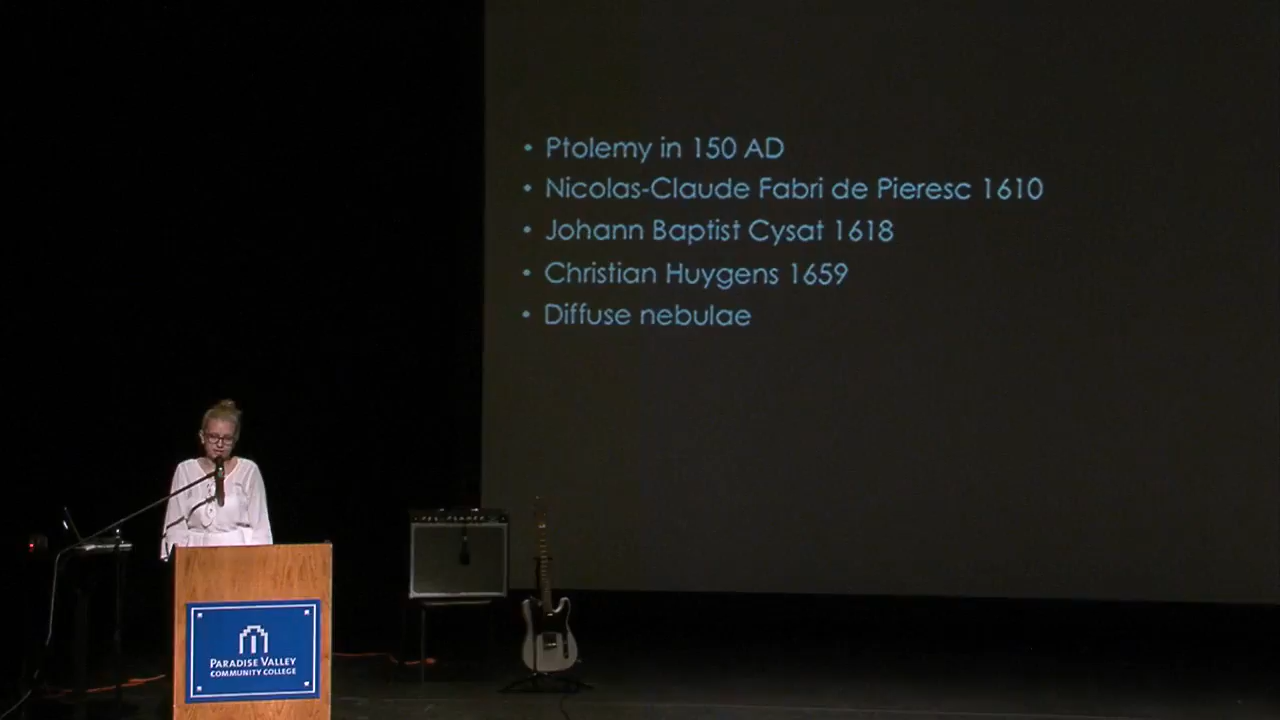 • Ptolemy in 150 AD
• Nicolas-Claude Fabri de Pieresc 1610
• Johann Baptist Cysat 1618
• Christian Huygens 1659
• Diffuse nebulae
PARADISE VALLEY
COMMUNITY COLLEGE